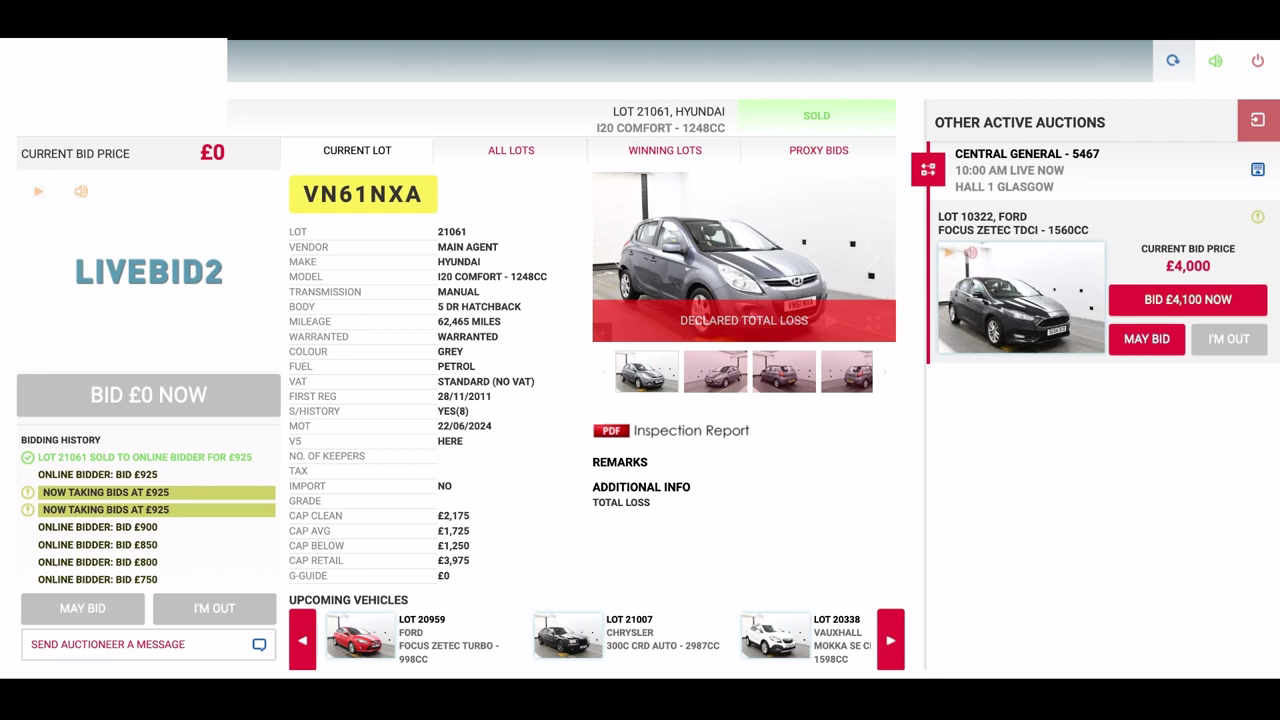 LOT 21061, HYUNDAI
I20 COMFORT - 1248CC
SOLD
CURRENT BID PRICE £0
CURRENT LOT
ALL LOTS
WINNING LOTS
PROXY BIDS
LIVEBID2
BID £0 NOW
BIDDING HISTORY
LOT 21061 SOLD TO ONLINE BIDDER FOR £925
ONLINE BIDDER: BID £925
NOW TAKING BIDS AT £925
NOW TAKING BIDS AT £925
ONLINE BIDDER: BID £900
ONLINE BIDDER: BID £850
ONLINE BIDDER: BID £800
ONLINE BIDDER: BID £750
MAY BID
I'M OUT
SEND AUCTIONEER A MESSAGE
VN61NXA
LOT 21061
VENDOR MAIN AGENT
MAKE HYUNDAI
MODEL I20 COMFORT - 1248CC
TRANSMISSION MANUAL
BODY 5 DR HATCHBACK
MILEAGE 62,465 MILES
WARRANTED WARRANTED
COLOUR GREY
FUEL PETROL
VAT STANDARD (NO VAT)
FIRST REG 28/11/2011
S/HISTORY YES(8)
MOT 22/06/2024
V5 HERE
NO. OF KEEPERS
TAX
IMPORT NO
GRADE
CAP CLEAN £2,175
CAP AVG £1,725
CAP BELOW £1,250
CAP RETAIL £3,975
G-GUIDE £0
DECLARED TOTAL LOSS
PDF Inspection Report
REMARKS
ADDITIONAL INFO
TOTAL LOSS
UPCOMING VEHICLES
LOT 20959
FORD
FOCUS ZETEC TURBO -
998CC
LOT 21007
CHRYSLER
300C CRD AUTO - 2987CC
LOT 20338
VAUXHALL
MOKKA SE C
1598CC
OTHER ACTIVE AUCTIONS
CENTRAL GENERAL - 5467
10:00 AM LIVE NOW
HALL 1 GLASGOW
LOT 10322, FORD
FOCUS ZETEC TDCI - 1560CC
CURRENT BID PRICE
£4,000
BID £4,100 NOW
MAY BID
I'M OUT